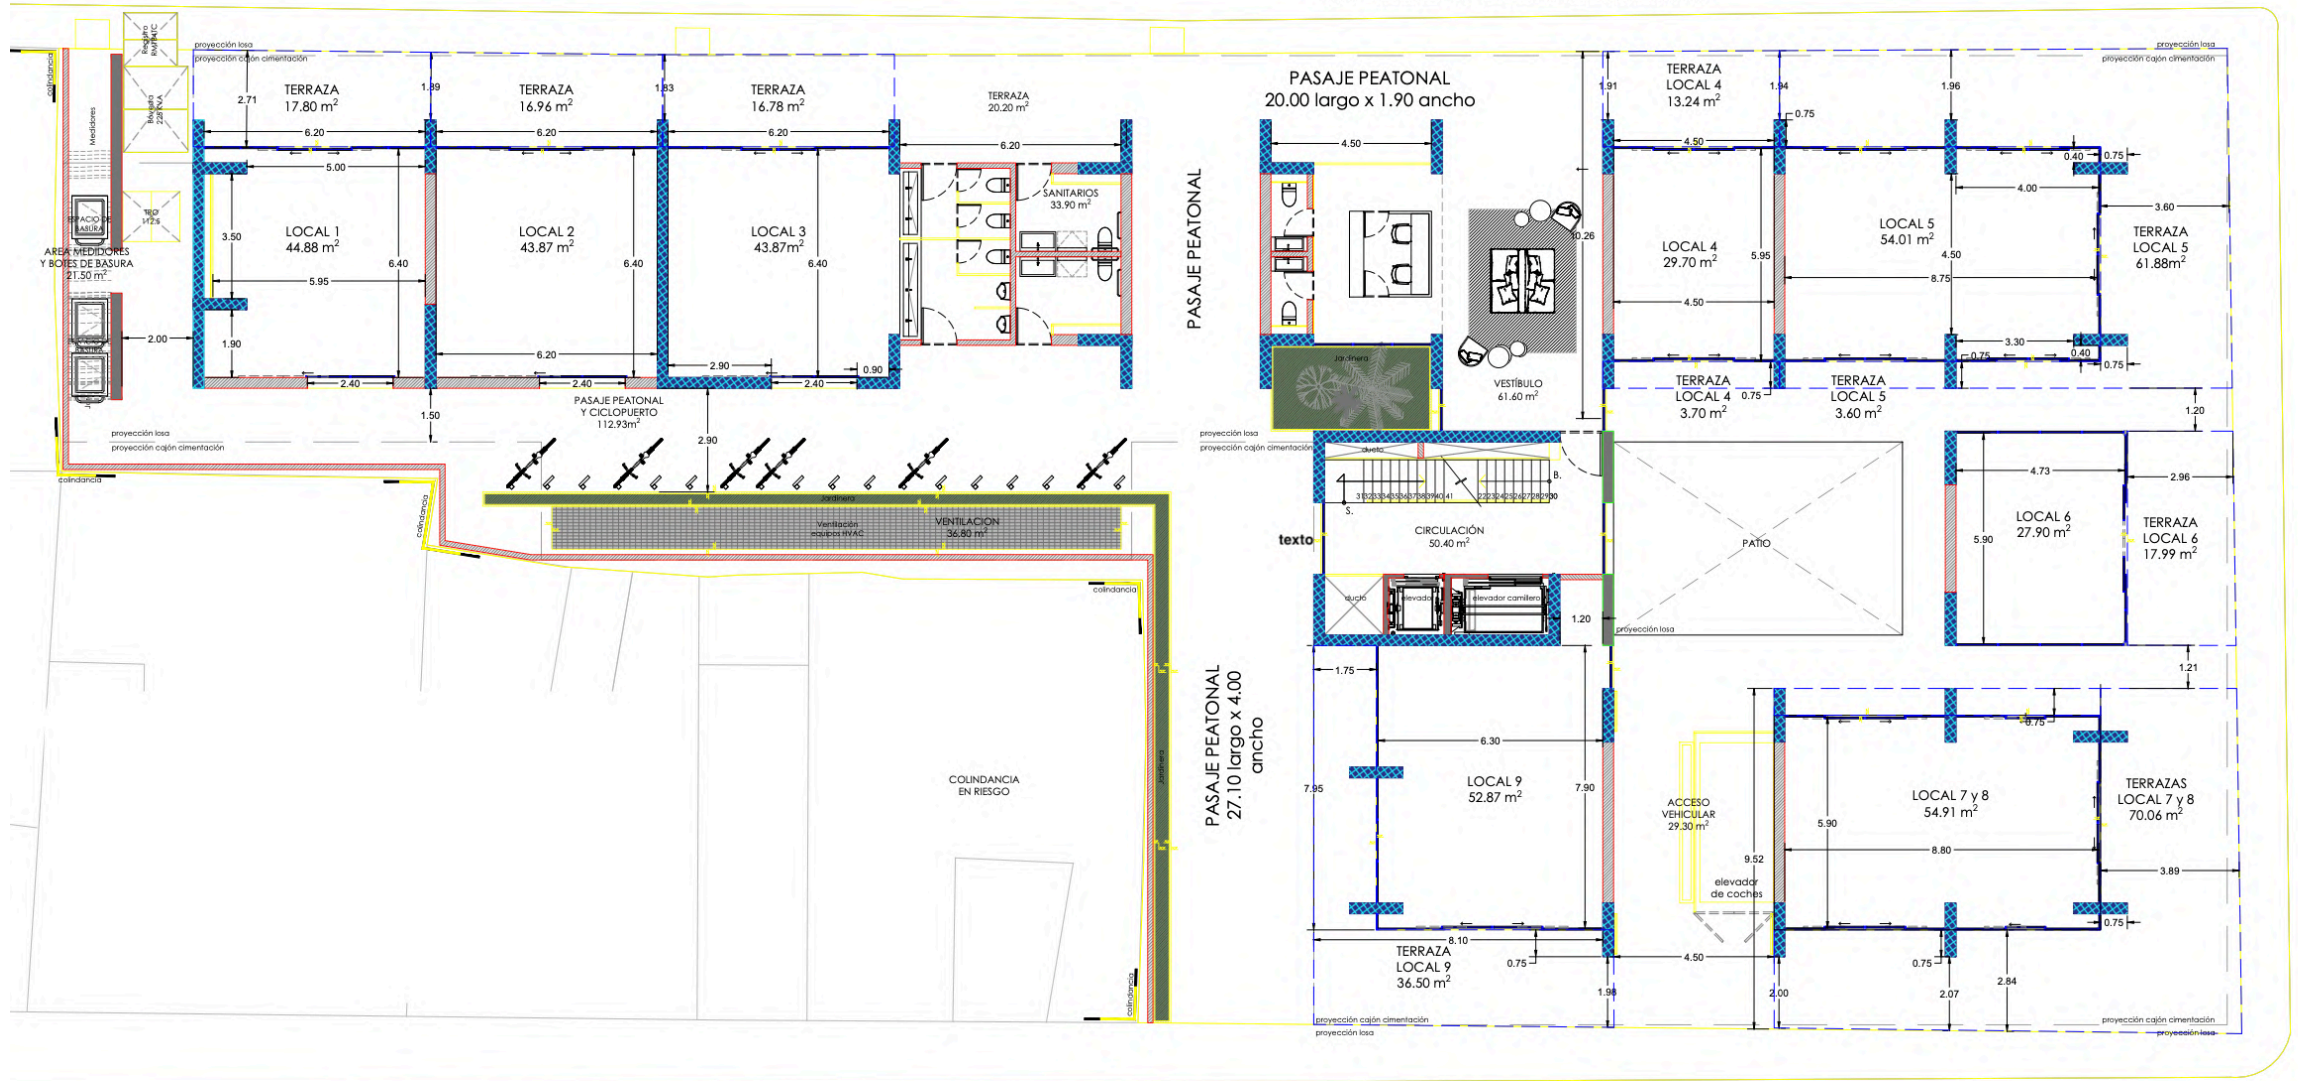 proyección losa
proyección cajón cimentación
colindancia
Medidores
TERRAZA
17.80 m²
2.71
6.20
1.89
TERRAZA
16.96 m²
6.20
1.83
TERRAZA
16.78 m²
6.20
TERRAZA
20.20 m²
6.20
PASAJE PEATONAL
20.00 largo x 1.90 ancho
4.50
1.91
TERRAZA
LOCAL 4
13.24 m²
4.50
1.94
0.75
1.96
proyección losa
proyección cajón cimentación
0.40
0.75
5.00
3.50
LOCAL 1
44.88 m²
6.40
5.95
1.90
2.40
LOCAL 2
43.87 m²
6.40
6.20
2.40
LOCAL 3
43.87m²
6.40
2.90
2.40
0.90
SANITARIOS
33.90 m²
PASAJE PEATONAL
LOCAL 4
29.70 m²
5.95
4.50
LOCAL 5
54.01 m²
4.00
4.50
8.75
3.30
0.75
0.40
0.75
3.60
TERRAZA
LOCAL 5
61.88m²
AREA MEDIDORES
Y BOTES DE BASURA
21.50 m²
2.00
1.50
PASAJE PEATONAL
Y CICLOPUERTO
112.93m²
2.90
Jardinera
VESTÍBULO
61.60 m²
TERRAZA
LOCAL 4
3.70 m²
0.75
TERRAZA
LOCAL 5
3.60 m²
1.20
proyección losa
proyección cajón cimentación
colindancia
colindancia
Jardinera
Ventilación
equipos HVAC
VENTILACION
36.80 m²
proyección losa
proyección cajón cimentación
ducto
B.
S.
CIRCULACIÓN
50.40 m²
texto
ducto
elevador
elevador camillero
1.20
proyección losa
PATIO
4.73
5.90
LOCAL 6
27.90 m²
2.96
TERRAZA
LOCAL 6
17.99 m²
1.21
colindancia
Jardinera
COLINDANCIA
EN RIESGO
colindancia
PASAJE PEATONAL
27.10 largo x 4.00
ancho
1.75
6.30
7.95
LOCAL 9
52.87 m²
7.90
8.10
0.75
TERRAZA
LOCAL 9
36.50 m²
1.98
ACCESO
VEHICULAR
29.30 m²
9.52
elevador
de coches
4.50
2.00
0.75
5.90
LOCAL 7 y 8
54.91 m²
8.80
TERRAZAS
LOCAL 7 y 8
70.06 m²
3.89
0.75
0.75
2.07
2.84
proyección cajón cimentación
proyección losa
proyección cajón cimentación
proyección losa